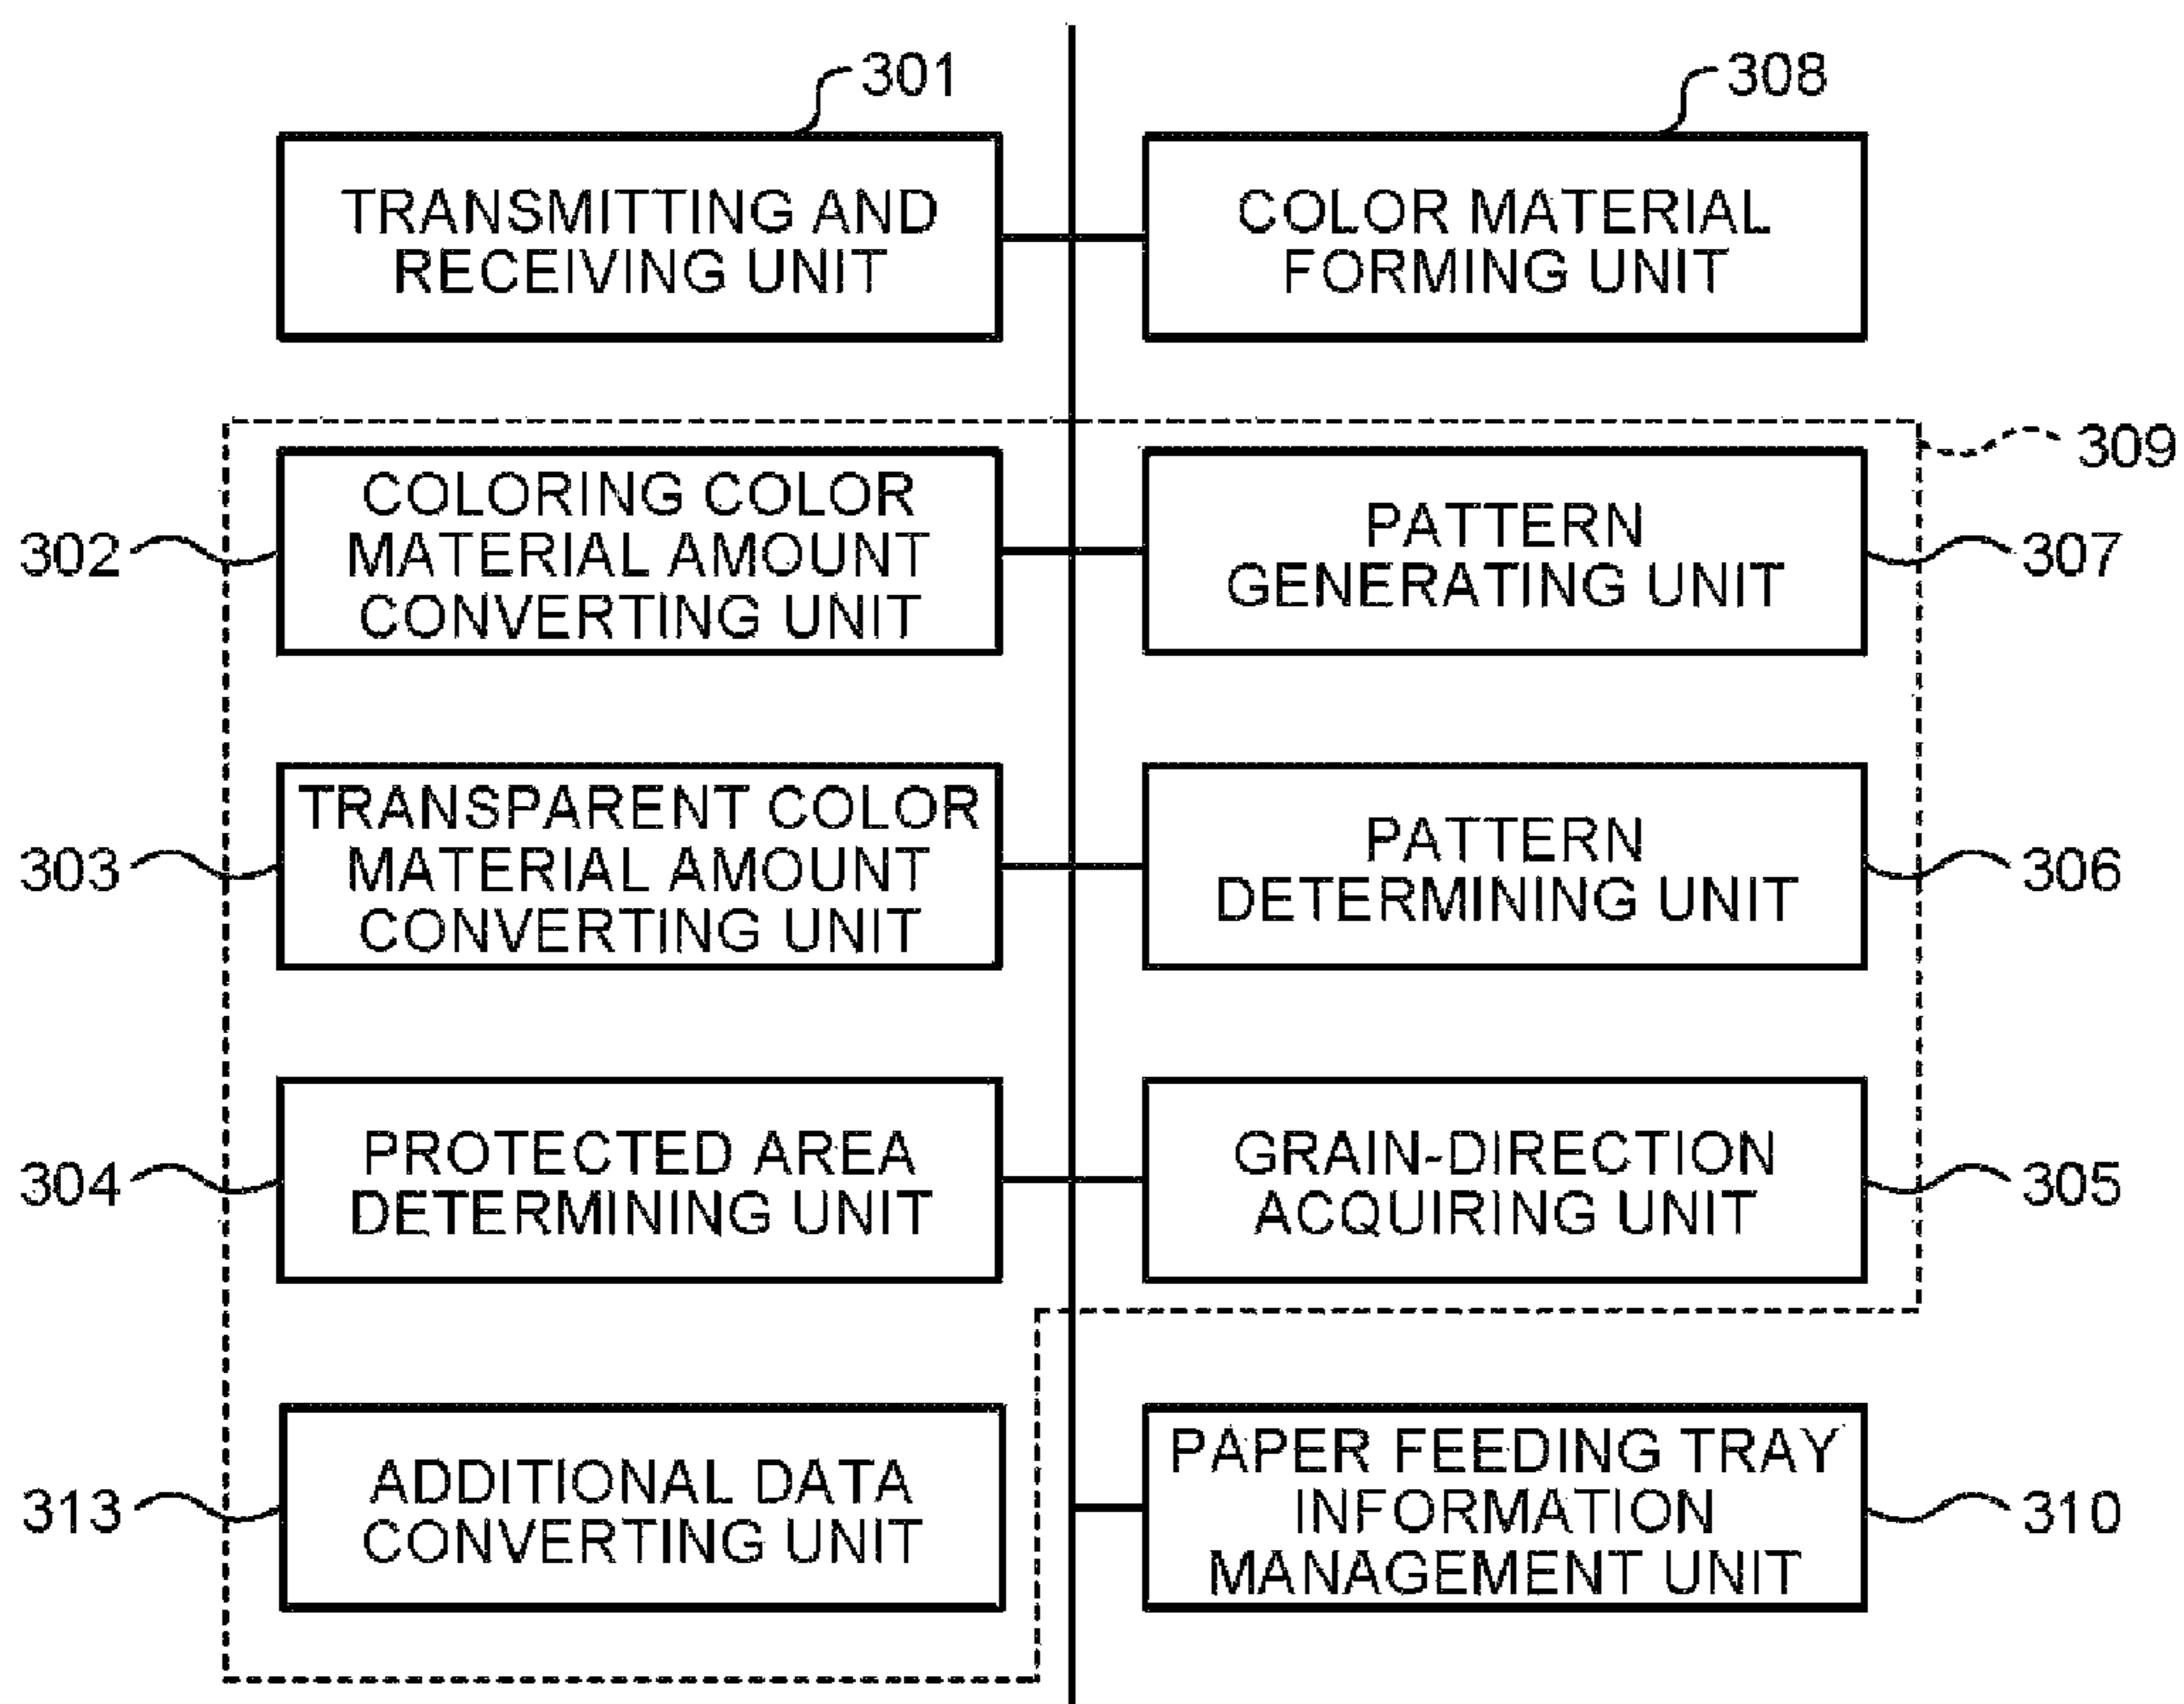 301
308
TRANSMITTING AND
RECEIVING UNIT
COLOR MATERIAL
FORMING UNIT
309
302
COLORING COLOR
MATERIAL AMOUNT
CONVERTING UNIT
PATTERN
GENERATING UNIT
307
303
TRANSPARENT COLOR
MATERIAL AMOUNT
CONVERTING UNIT
PATTERN
DETERMINING UNIT
306
304
PROTECTED AREA
DETERMINING UNIT
GRAIN-DIRECTION
ACQUIRING UNIT
305
313
ADDITIONAL DATA
CONVERTING UNIT
PAPER FEEDING TRAY
INFORMATION
MANAGEMENT UNIT
310